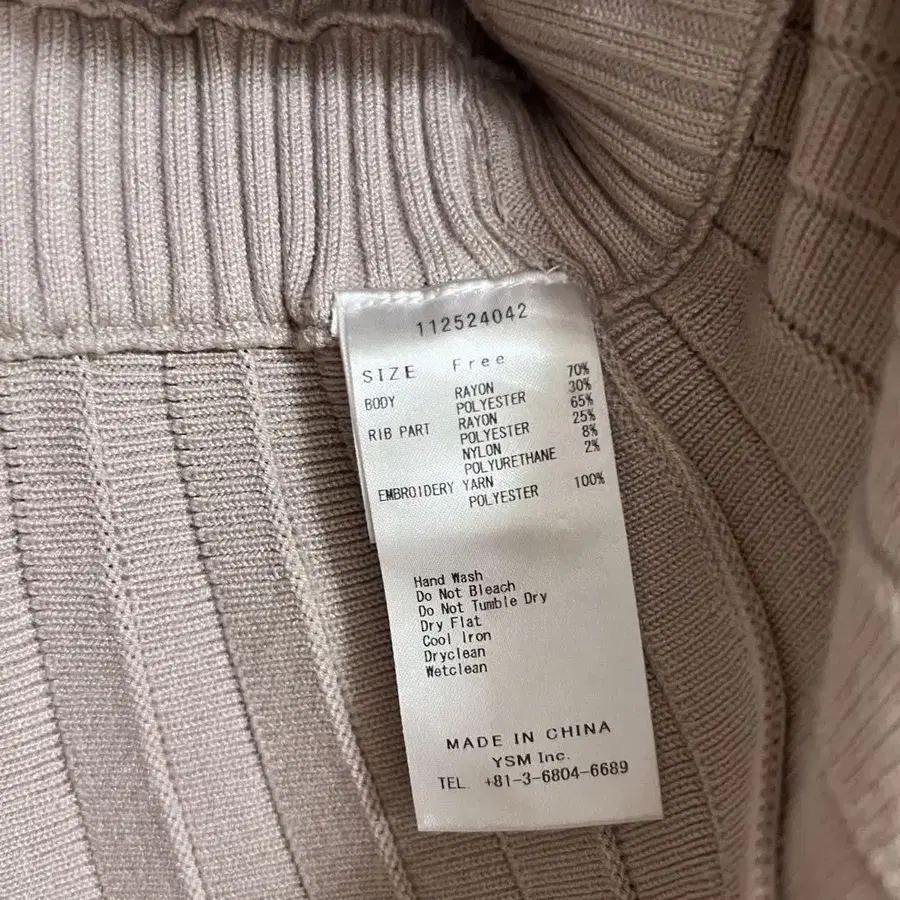 112524042
SIZE Free
BODY RAYON 70%
POLYESTER 30%
RIB PART RAYON 65%
POLYESTER 25%
NYLON 8%
POLYURETHANE 2%
EMBROIDERY YARN
POLYESTER 100%
Hand Wash
Do Not Bleach
Do Not Tumble Dry
Dry Flat
Cool Iron
Dryclean
Wetclean
MADE IN CHINA
YSM Inc.
TEL. +81-3-6804-6689